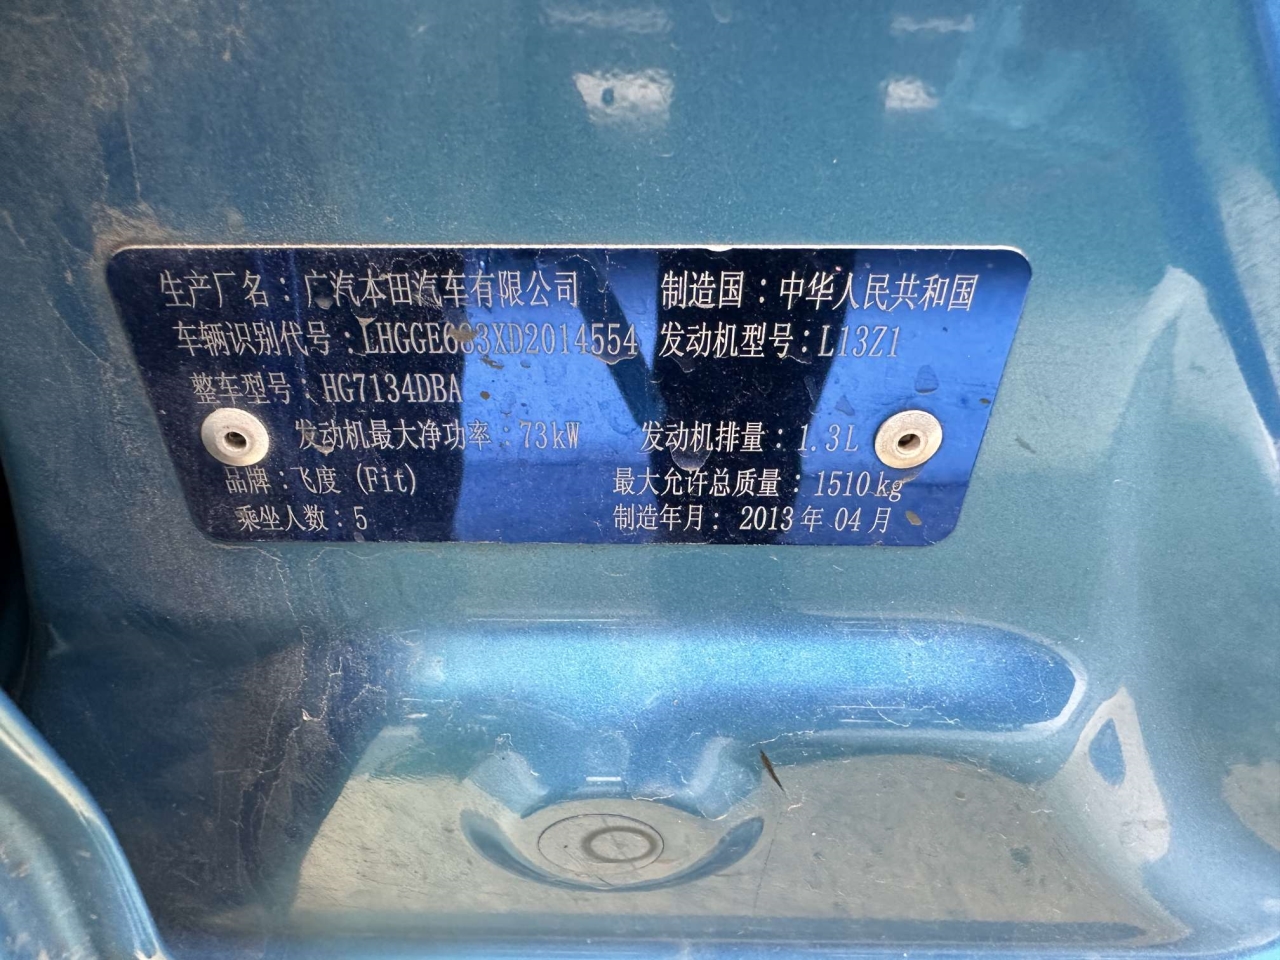 生产厂名：广汽本田汽车有限公司 制造国：中华人民共和国
车辆识别代号：LHGGE683XD2014554 发动机型号：L13Z1
整车型号：HG7134DBA
发动机最大净功率：73kW 发动机排量：1.3L
品牌：飞度 (Fit) 最大允许总质量：1510kg
乘坐人数：5 制造年月：2013年04月